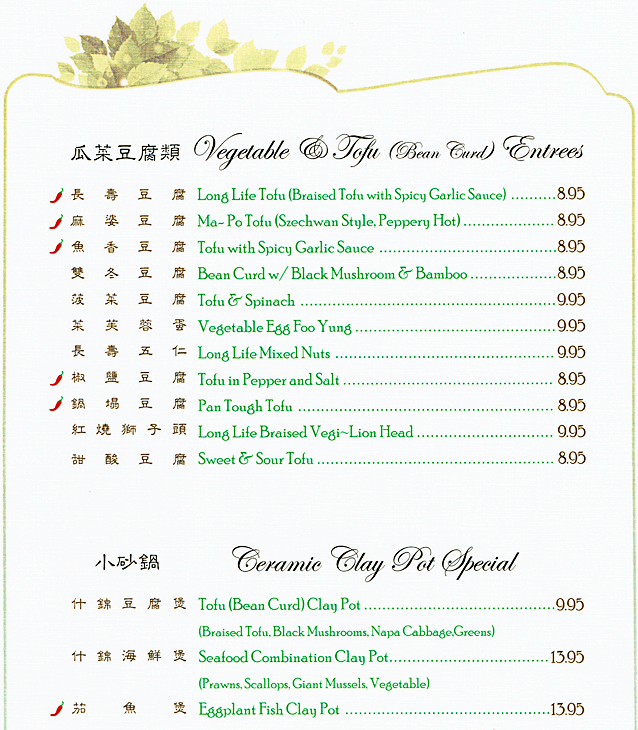 瓜菜豆腐類 Vegetable & Tofu (Bean Curd) Entrees
長壽豆腐 Long Life Tofu (Braised Tofu with Spicy Garlic Sauce) ..........8.95
麻婆豆腐 Ma-Po Tofu (Szechwan Style, Peppery Hot) ....................8.95
魚香豆腐 Tofu with Spicy Garlic Sauce ........................................8.95
雙冬豆腐 Bean Curd w/ Black Mushroom & Bamboo ...................8.95
菠菜豆腐 Tofu & Spinach .........................................................9.95
菜芙蓉蛋 Vegetable Egg Foo Yung .............................................9.95
長壽五仁 Long Life Mixed Nuts .................................................9.95
椒鹽豆腐 Tofu in Pepper and Salt ...............................................8.95
鍋塌豆腐 Pan Tough Tofu .........................................................8.95
紅燒獅子頭 Long Life Braised Vegi~Lion Head ...............................9.95
甜酸豆腐 Sweet & Sour Tofu .....................................................8.95
小砂鍋 Ceramic Clay Pot Special
什錦豆腐煲 Tofu (Bean Curd) Clay Pot ...........................................9.95
(Braised Tofu, Black Mushrooms, Napa Cabbage,Greens)
什錦海鮮煲 Seafood Combination Clay Pot....................................13.95
(Prawns, Scallops, Giant Mussels, Vegetable)
茄魚煲 Eggplant Fish Clay Pot ..............................................13.95